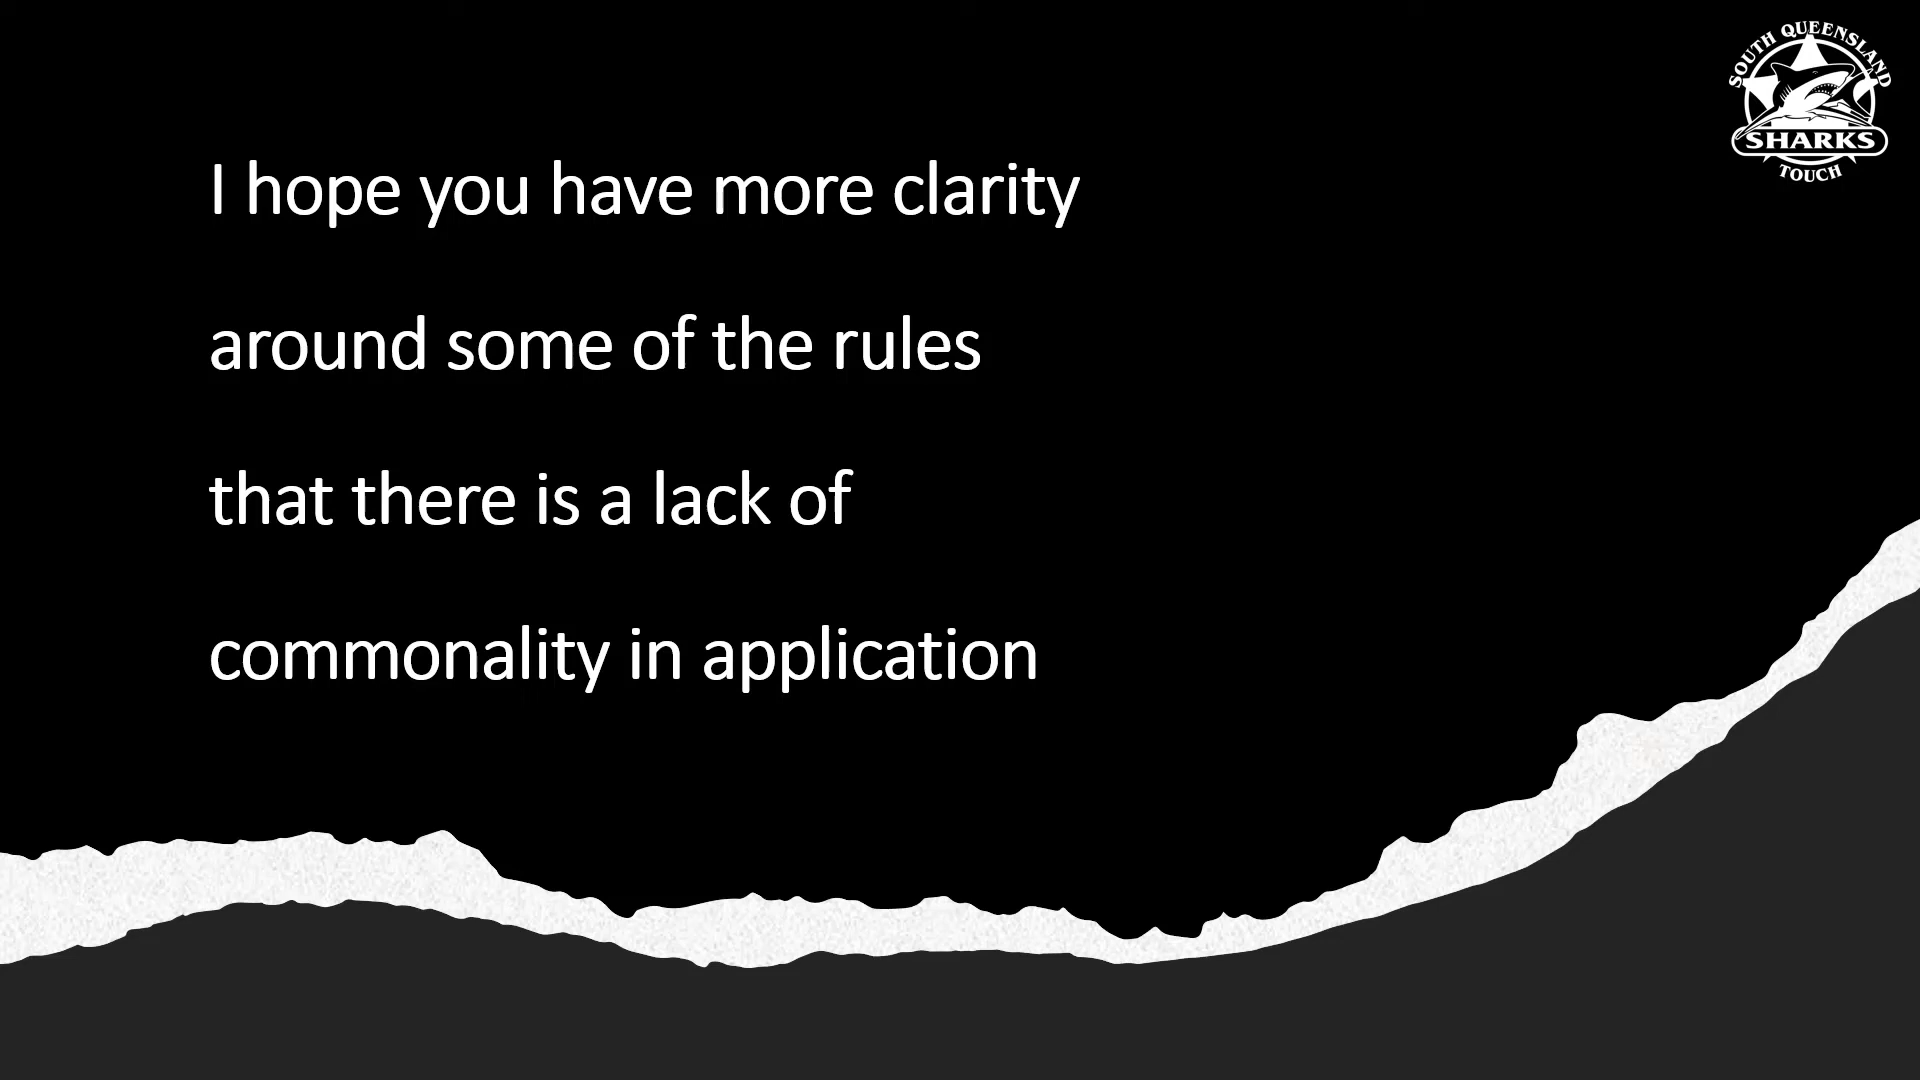 SOUTH QUEENSLAND
SHARKS
TOUCH
I hope you have more clarity
around some of the rules
that there is a lack of
commonality in application